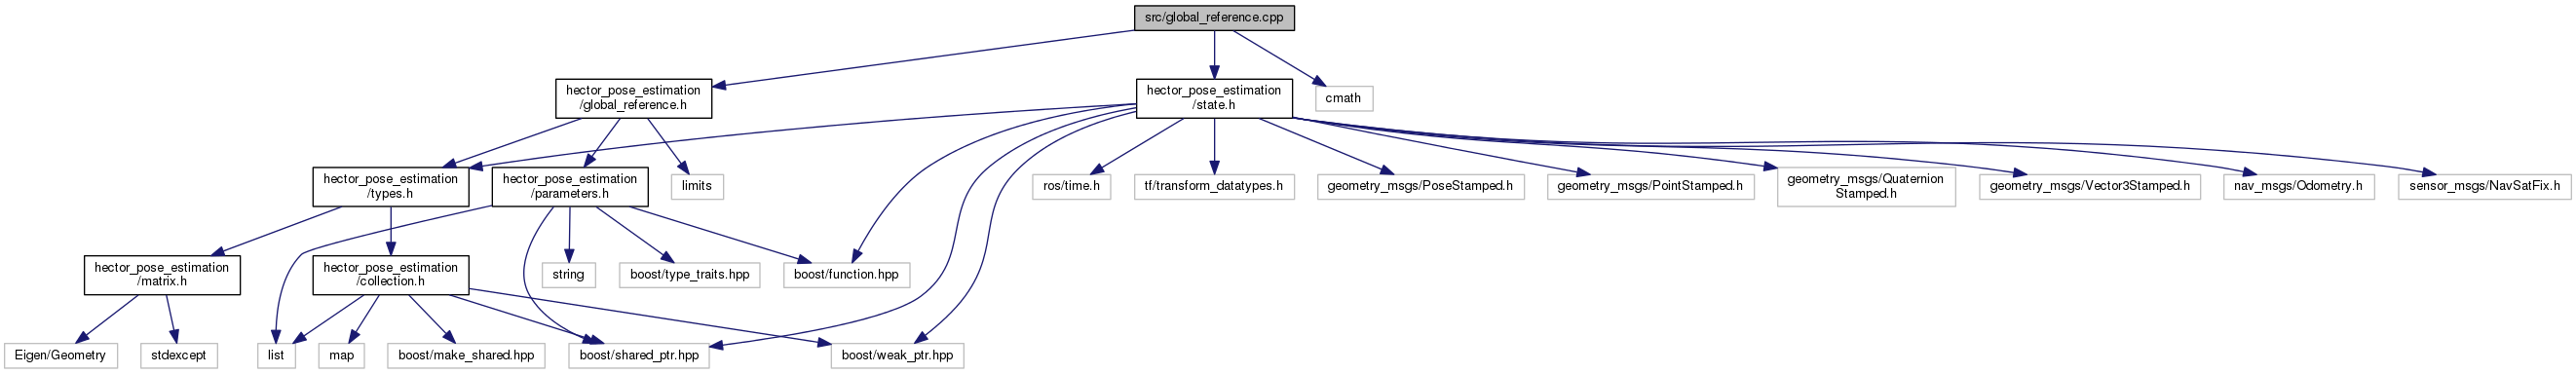 src/global_reference.cpp
hector_pose_estimation
/global_reference.h
hector_pose_estimation
/state.h
cmath
hector_pose_estimation
/types.h
hector_pose_estimation
/parameters.h
limits
ros/time.h
tf/transform_datatypes.h
geometry_msgs/PoseStamped.h
geometry_msgs/PointStamped.h
geometry_msgs/Quaternion
Stamped.h
geometry_msgs/Vector3Stamped.h
nav_msgs/Odometry.h
sensor_msgs/NavSatFix.h
hector_pose_estimation
/matrix.h
hector_pose_estimation
/collection.h
string
boost/type_traits.hpp
boost/function.hpp
Eigen/Geometry
stdexcept
list
map
boost/make_shared.hpp
boost/shared_ptr.hpp
boost/weak_ptr.hpp